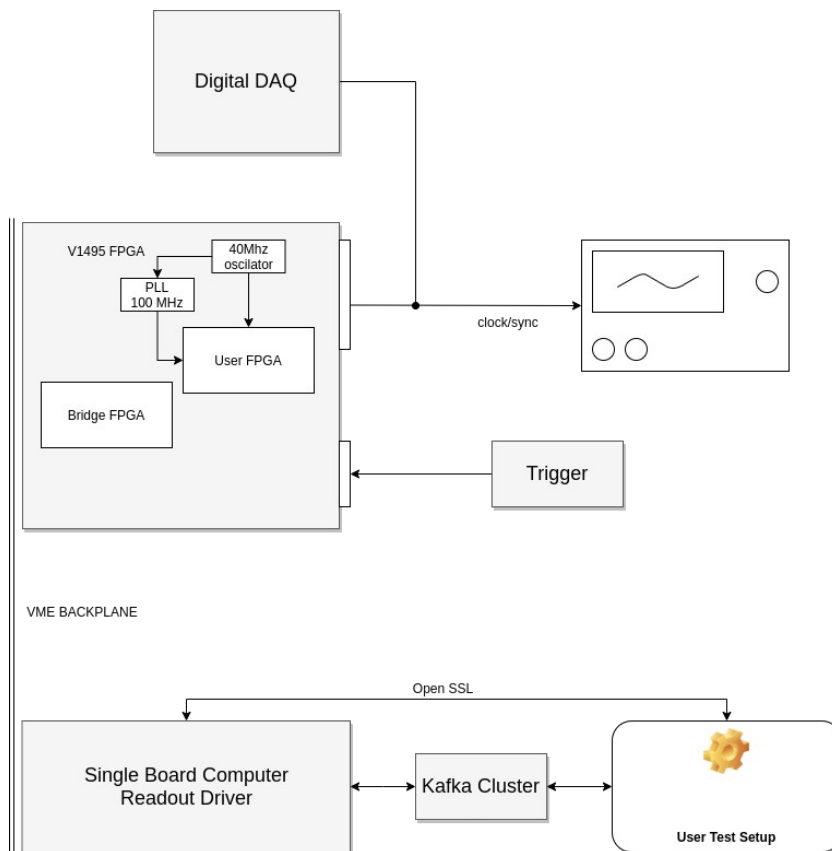 Digital DAQ
V1495 FPGA
40Mhz
oscilator
PLL
100 MHz
User FPGA
Bridge FPGA
clock/sync
Trigger
VME BACKPLANE
Open SSL
Single Board Computer
Readout Driver
Kafka Cluster
User Test Setup